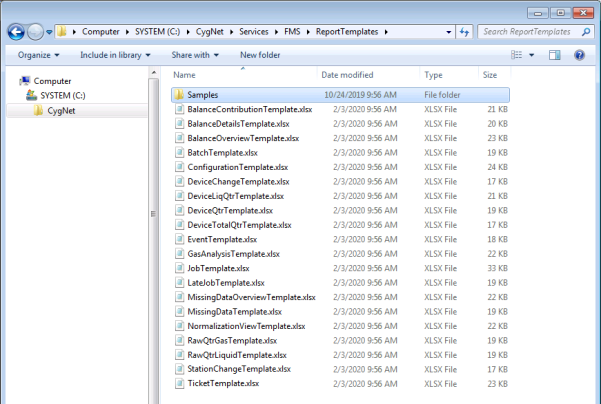 Computer SYSTEM (C:) CygNet Services FMS ReportTemplates Search ReportTemplates
Organize Include in library Share with New folder
Computer
SYSTEM (C:)
CygNet
Name Date modified Type Size
Samples 10/24/2019 9:56 AM File folder
BalanceContributionTemplate.xlsx 2/3/2020 9:56 AM XLSX File 21 KB
BalanceDetailsTemplate.xlsx 2/3/2020 9:56 AM XLSX File 20 KB
BalanceOverviewTemplate.xlsx 2/3/2020 9:56 AM XLSX File 23 KB
BatchTemplate.xlsx 2/3/2020 9:56 AM XLSX File 19 KB
ConfigurationTemplate.xlsx 2/3/2020 9:56 AM XLSX File 24 KB
DeviceChangeTemplate.xlsx 2/3/2020 9:56 AM XLSX File 17 KB
DeviceLiqQtrTemplate.xlsx 2/3/2020 9:56 AM XLSX File 21 KB
DeviceQtrTemplate.xlsx 2/3/2020 9:56 AM XLSX File 19 KB
DeviceTotalQtrTemplate.xlsx 2/3/2020 9:56 AM XLSX File 17 KB
EventTemplate.xlsx 2/3/2020 9:56 AM XLSX File 18 KB
GasAnalysisTemplate.xlsx 2/3/2020 9:56 AM XLSX File 22 KB
JobTemplate.xlsx 2/3/2020 9:56 AM XLSX File 33 KB
LateJobTemplate.xlsx 2/3/2020 9:56 AM XLSX File 19 KB
MissingDataOverviewTemplate.xlsx 2/3/2020 9:56 AM XLSX File 22 KB
MissingDataTemplate.xlsx 2/3/2020 9:56 AM XLSX File 19 KB
NormalizationViewTemplate.xlsx 2/3/2020 9:56 AM XLSX File 22 KB
RawQtrGasTemplate.xlsx 2/3/2020 9:56 AM XLSX File 19 KB
RawQtrLiquidTemplate.xlsx 2/3/2020 9:56 AM XLSX File 19 KB
StationChangeTemplate.xlsx 2/3/2020 9:56 AM XLSX File 17 KB
TicketTemplate.xlsx 2/3/2020 9:56 AM XLSX File 23 KB